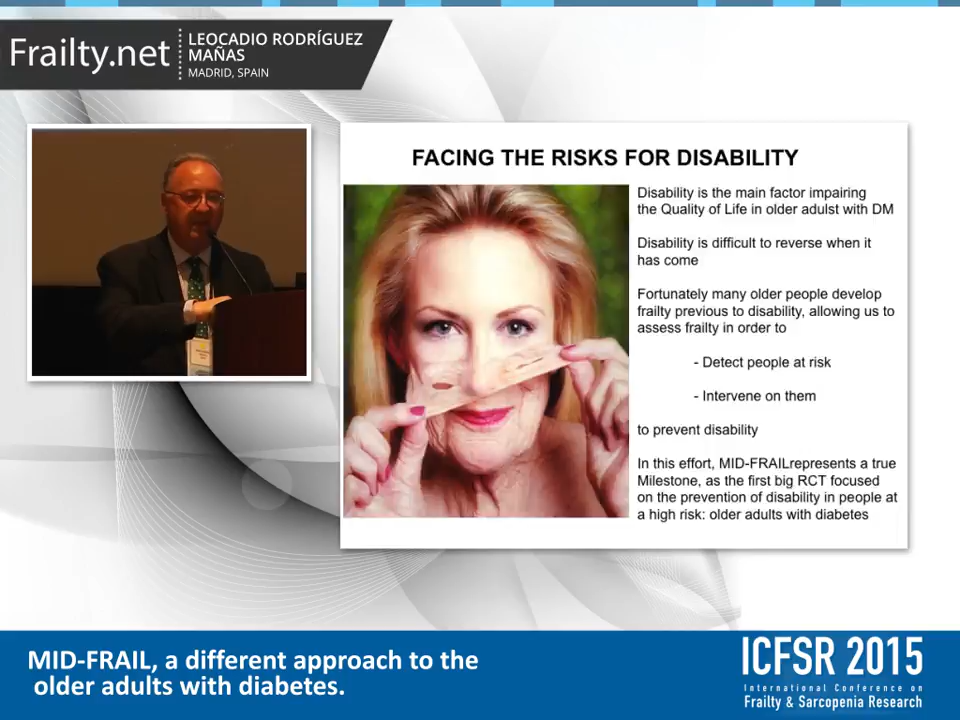 Frailty.net
LEOCADIO RODRÍGUEZ
MAÑAS
MADRID, SPAIN
FACING THE RISKS FOR DISABILITY
Disability is the main factor impairing
the Quality of Life in older adulst with DM
Disability is difficult to reverse when it
has come
Fortunately many older people develop
frailty previous to disability, allowing us to
assess frailty in order to
- Detect people at risk
- Intervene on them
to prevent disability
In this effort, MID-FRAILrepresents a true
Milestone, as the first big RCT focused
on the prevention of disability in people at
a high risk: older adults with diabetes
MID-FRAIL, a different approach to the
older adults with diabetes.
ICFSR 2015
International Conference on
Frailty & Sarcopenia Research